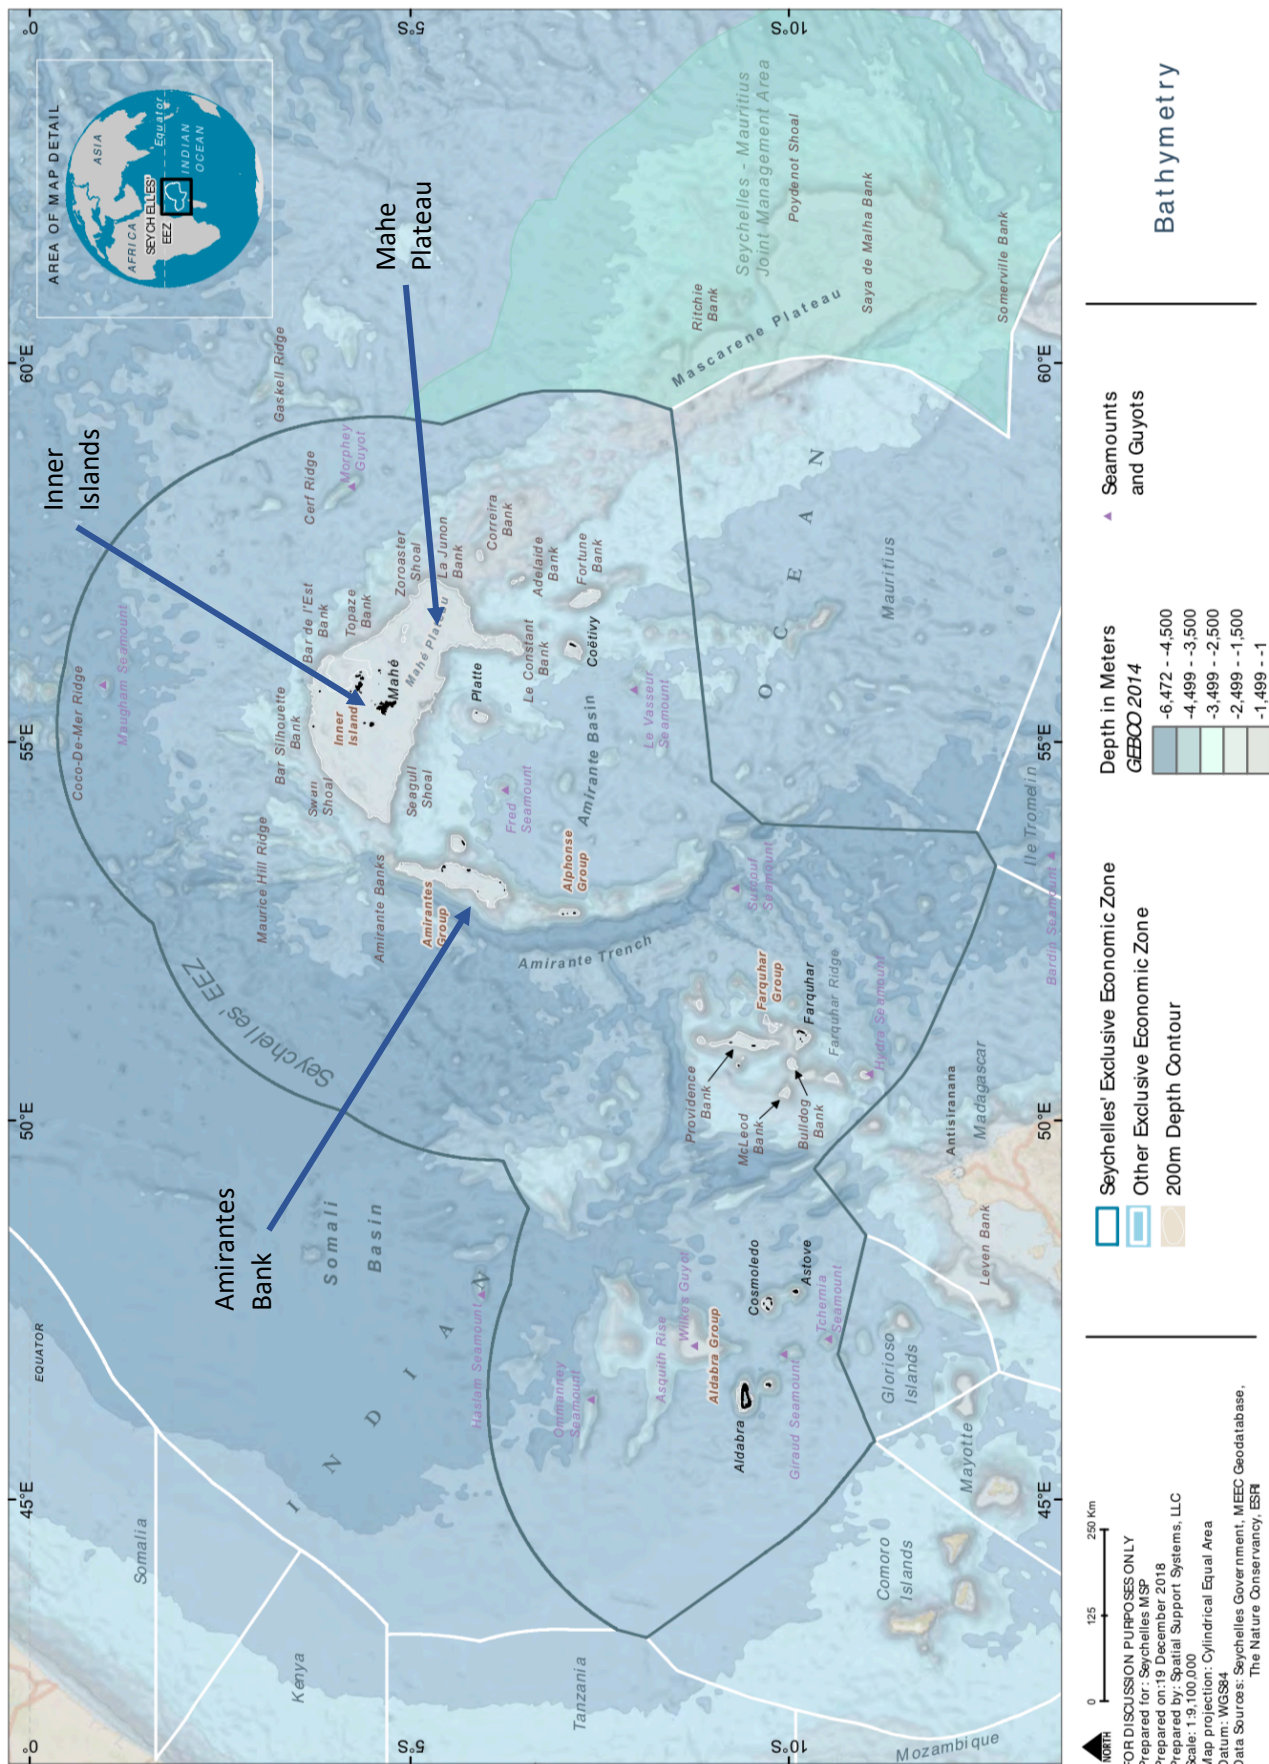 AREA OF MAP DETAIL
ASIA
AFRICA
SEYCHELLES'
EEZ
Equator
INDIAN
OCEAN
0°
5°S
10°S
0°
5°S
10°S
45°E
50°E
55°E
60°E
45°E
50°E
55°E
60°E
EQUATOR
Amirantes
Bank
Inner
Islands
Mahe
Plateau
Seychelles' EEZ
INDIAN
OCEAN
Somali
Basin
Somalia
Kenya
Tanzania
Mozambique
Comoro
Islands
Mayotte
Glorioso
Islands
Madagascar
Antisiranana
Leven Bank
Ile Tromelin
Mauritius
Coco-De-Mer Ridge
Maugham Seamount
Gaskell Ridge
Cerf Ridge
Morphey
Guyot
Maurice Hill Ridge
Bar Silhouette
Bank
Bar de l'Est
Bank
Swan
Shoal
Topaze
Bank
Zoroaster
Shoal
La Junon
Bank
Correira
Bank
Adelaide
Bank
Fortune
Bank
Inner
Island
Mahé
Mahé Plateau
Seagull
Shoal
Platte
Le Constant
Bank
Coëtivy
Amirante Banks
Amirantes
Group
Fred
Seamount
Alphonse
Group
Amirante Basin
Le Vasseur
Seamount
Amirante Trench
Surcouf
Seamount
Farquhar
Group
Farquhar
Farquhar Ridge
Hydra Seamount
Providence
Bank
McLeod
Bank
Bulldog
Bank
Haslam Seamount
Ommanney
Seamount
Asquith Rise
Wilkes Guyot
Aldabra Group
Aldabra
Cosmoledo
Astove
Giraud Seamount
Tchernia
Seamount
Bardin Seamount
Seychelles - Mauritius
Joint Management Area
Ritchie
Bank
Mascarene Plateau
Poydenot Shoal
Saya de Malha Bank
Somerville Bank
NORTH
0 125 250 Km
FOR DISCUSSION PURPOSES ONLY
Prepared for: Seychelles MSP
Prepared on:19 December 2018
Prepared by: Spatial Support Systems, LLC
Scale: 1:9,100,000
Map projection: Cylindrical Equal Area
Datum: WGS84
Data Sources: Seychelles Government, MEEC Geodatabase,
The Nature Conservancy, ESRI
Seychelles' Exclusive Economic Zone
Other Exclusive Economic Zone
200m Depth Contour
Depth in Meters
GEBCO 2014
-6,472 - -4,500
-4,499 - -3,500
-3,499 - -2,500
-2,499 - -1,500
-1,499 - -1
Seamounts
and Guyots
Bathymetry